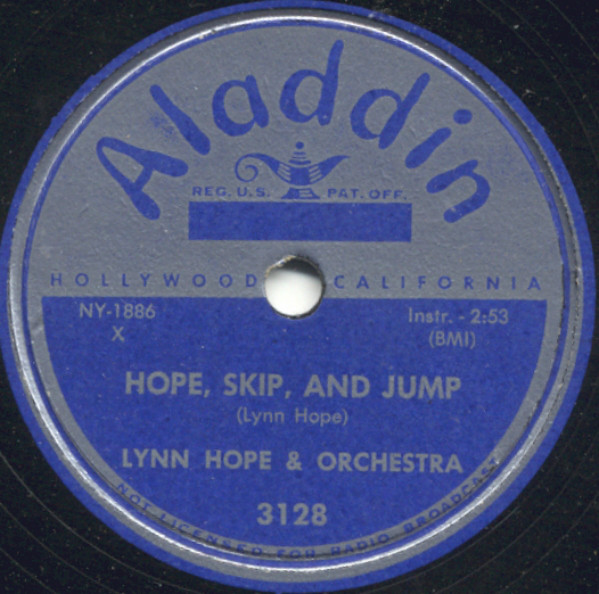 Aladdin
REG. U.S. PAT. OFF.
HOLLYWOOD CALIFORNIA
NY-1886
X
Instr. - 2:53
(BMI)
HOPE, SKIP, AND JUMP
(Lynn Hope)
LYNN HOPE & ORCHESTRA
3128
NOT LICENSED FOR RADIO BROADCAST